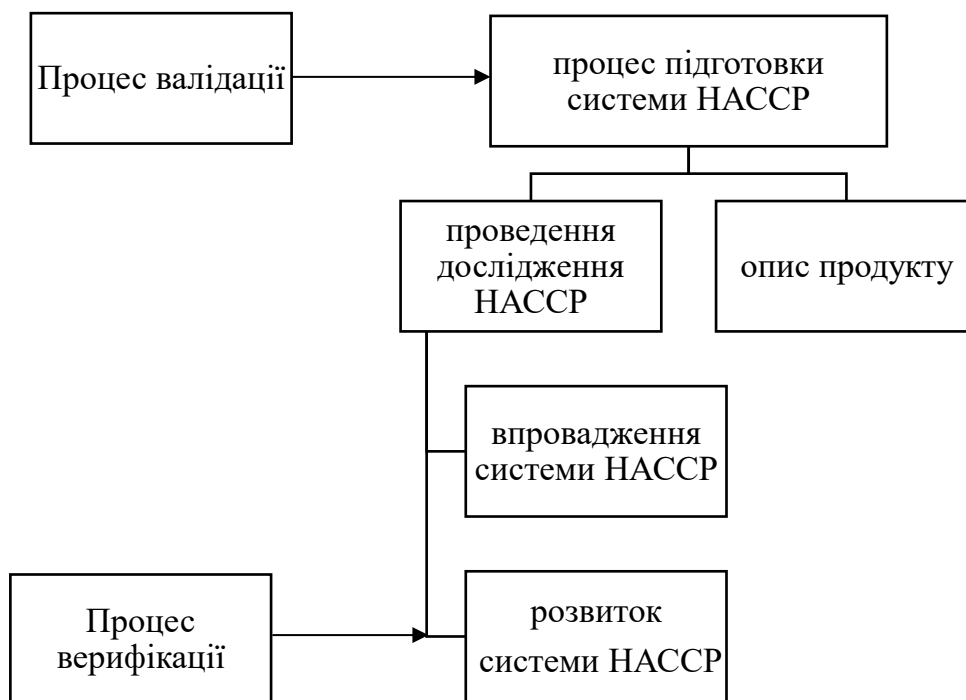 Процес валідації
процес підготовки
системи НАССР
проведення
дослідження
НАССР
опис продукту
впровадження
системи НАССР
Процес
верифікації
розвиток
системи НАССР